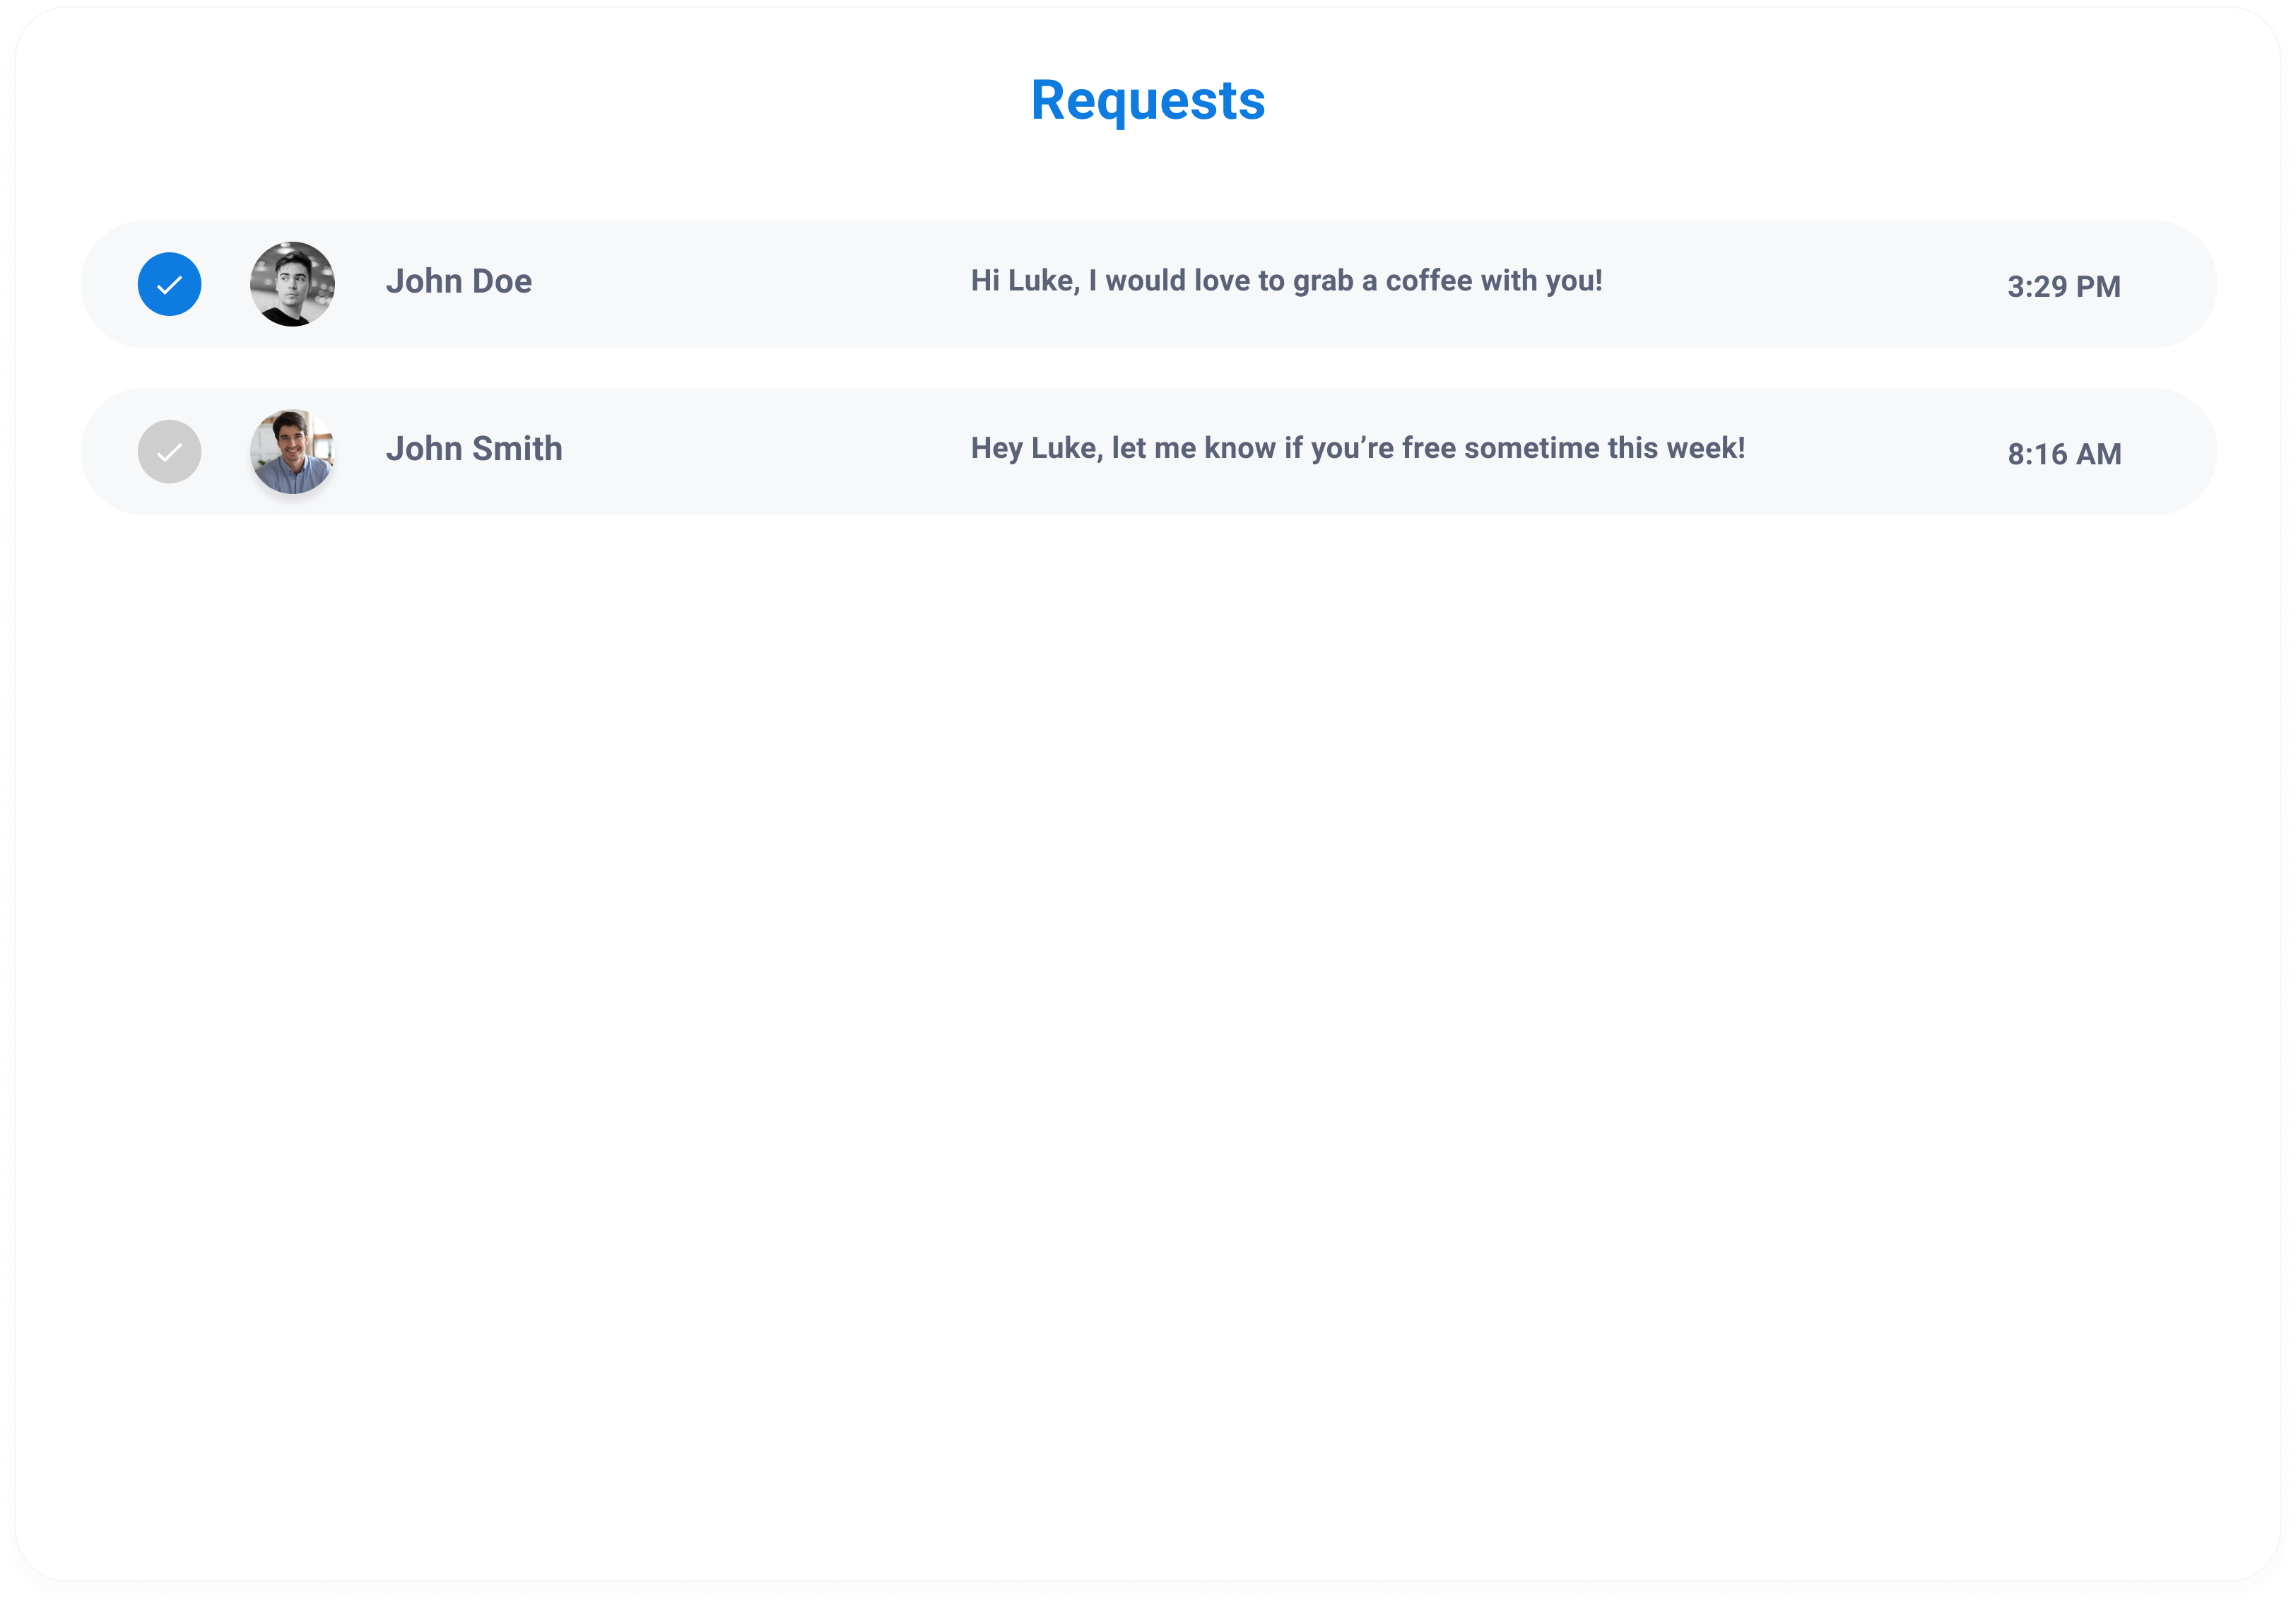 Requests
John Doe
Hi Luke, I would love to grab a coffee with you!
3:29 PM
John Smith
Hey Luke, let me know if you’re free sometime this week!
8:16 AM